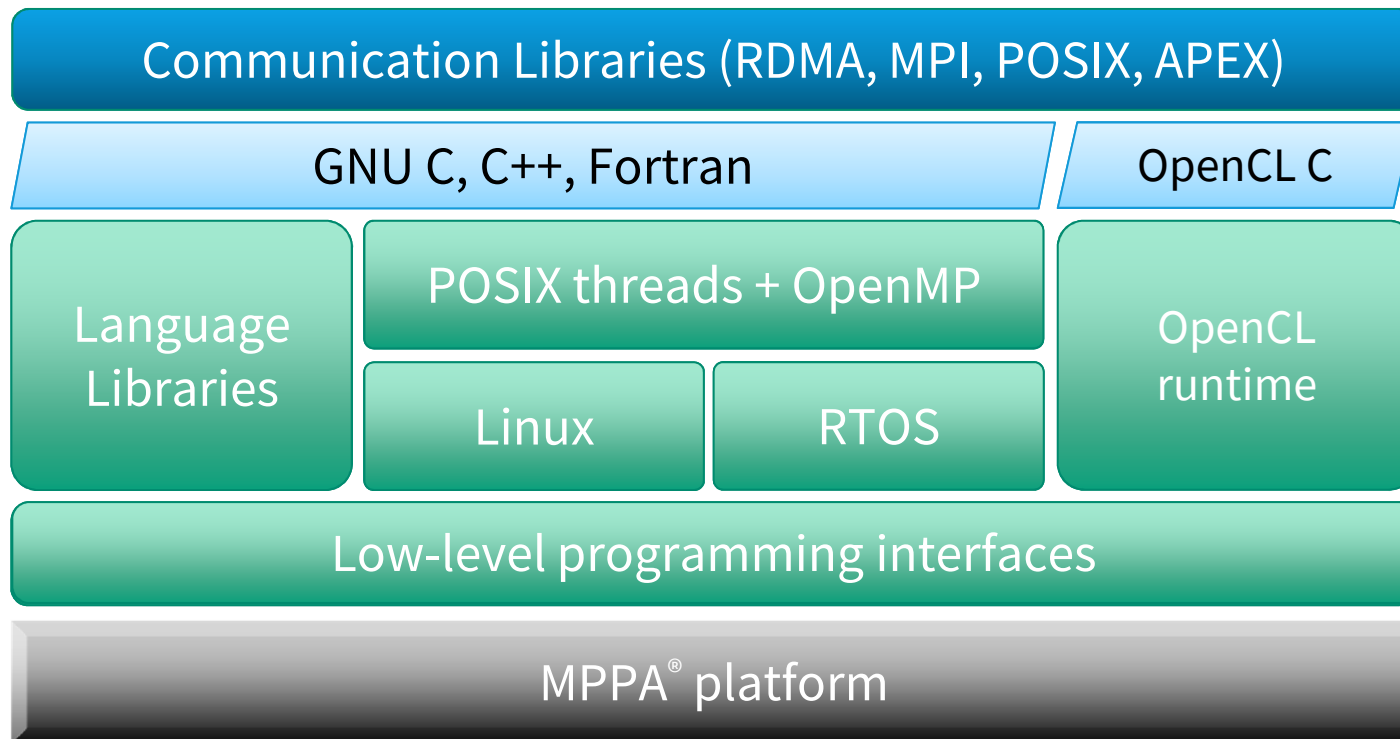 Communication Libraries (RDMA, MPI, POSIX, APEX)
GNU C, C++, Fortran
OpenCL C
Language
Libraries
POSIX threads + OpenMP
Linux
RTOS
OpenCL
runtime
Low-level programming interfaces
MPPA® platform